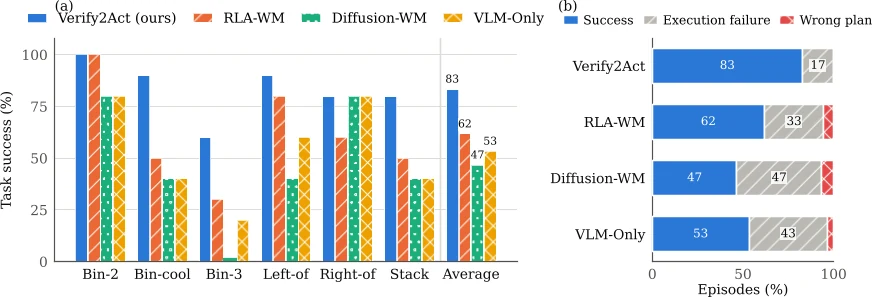 (a)
Verify2Act (ours) RLA-WM Diffusion-WM VLM-Only
Task success (%)
100
75
50
25
0
83
62
47
53
Bin-2 Bin-cool Bin-3 Left-of Right-of Stack Average
(b)
Success Execution failure Wrong plan
Verify2Act 83 17
RLA-WM 62 33
Diffusion-WM 47 47
VLM-Only 53 43
0 50 100
Episodes (%)